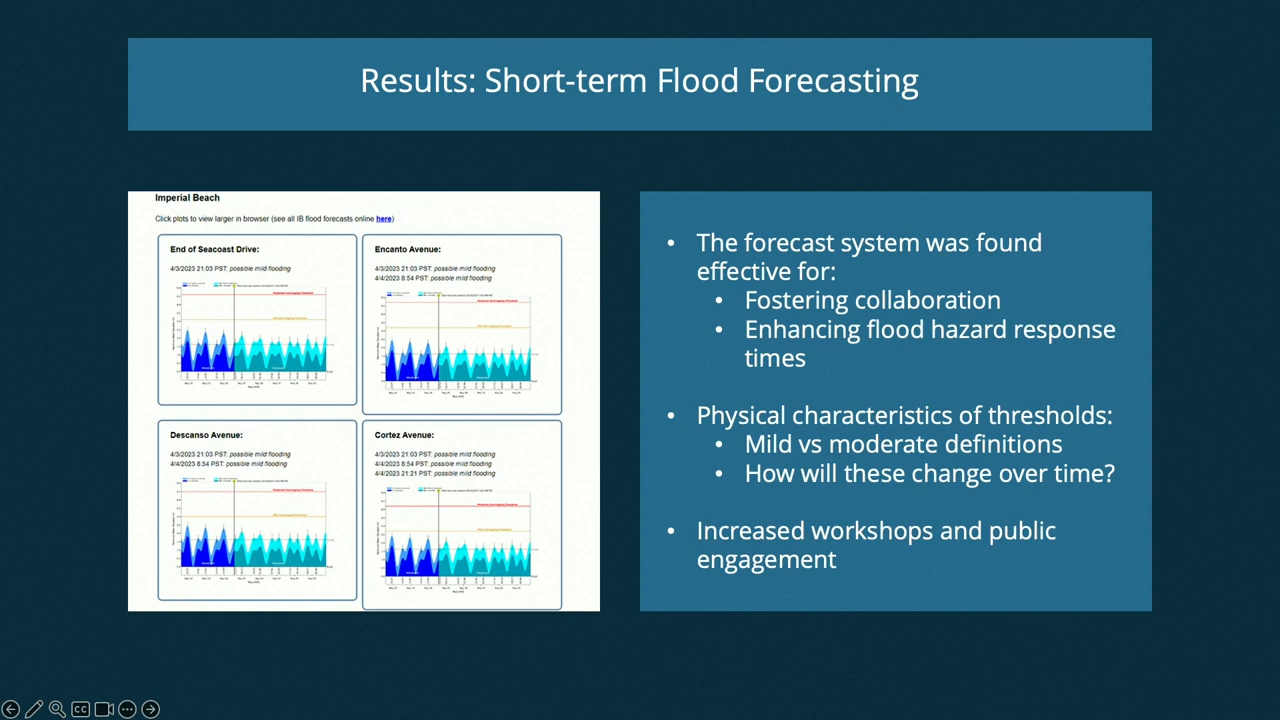 Results: Short-term Flood Forecasting
Imperial Beach
Click plots to view larger in browser (see all IB flood forecasts online here)
End of Seacoast Drive:
4/3/2023 21:03 PST: possible mild flooding
Encanto Avenue:
4/3/2023 21:03 PST: possible mild flooding
4/4/2023 8:54 PST: possible mild flooding
Descanso Avenue:
4/3/2023 21:03 PST: possible mild flooding
4/4/2023 8:54 PST: possible mild flooding
Cortez Avenue:
4/3/2023 21:03 PST: possible mild flooding
4/4/2023 8:54 PST: possible mild flooding
4/4/2023 21:21 PST: possible mild flooding
• The forecast system was found
effective for:
• Fostering collaboration
• Enhancing flood hazard response
times
• Physical characteristics of thresholds:
• Mild vs moderate definitions
• How will these change over time?
• Increased workshops and public
engagement
CC